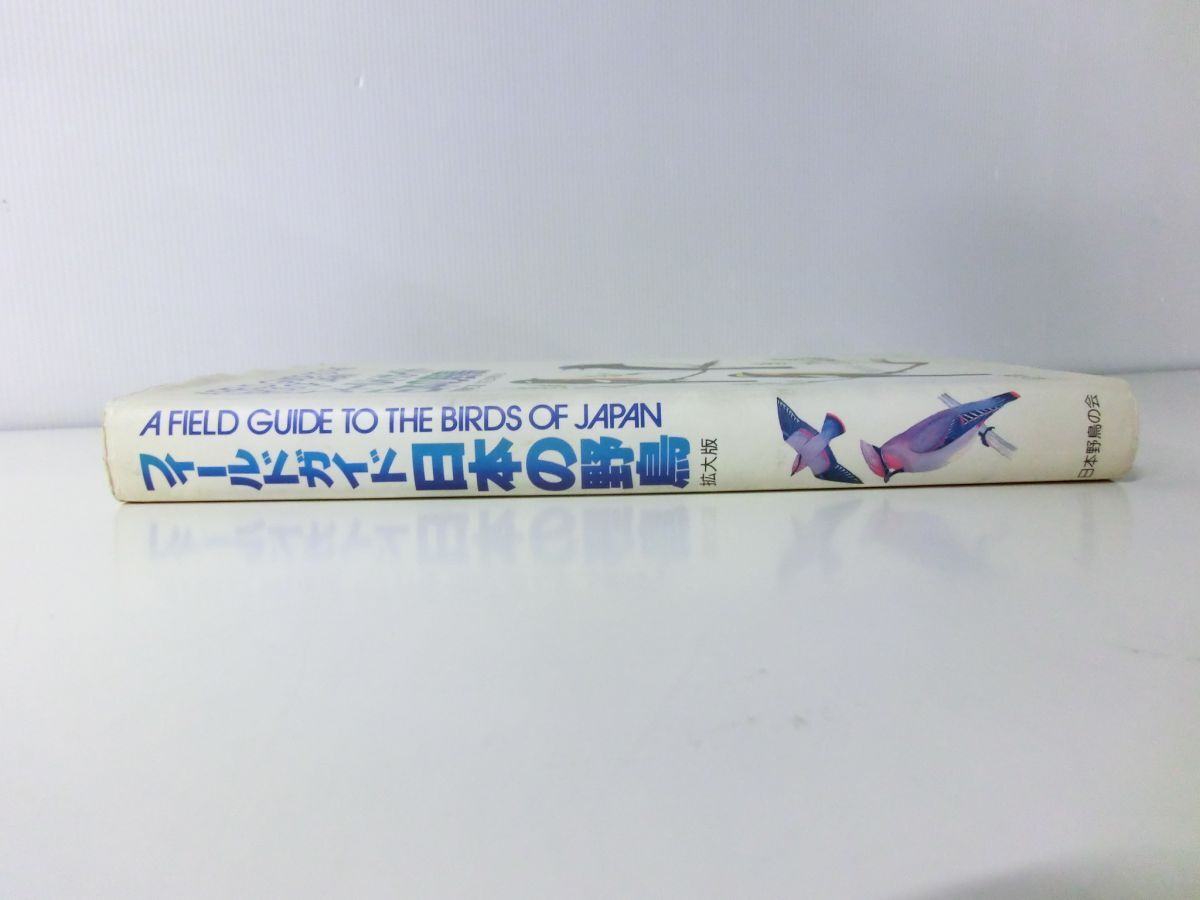 A FIELD GUIDE TO THE BIRDS OF JAPAN
フィールドガイド日本の野鳥
拡大版
日本野鳥の会